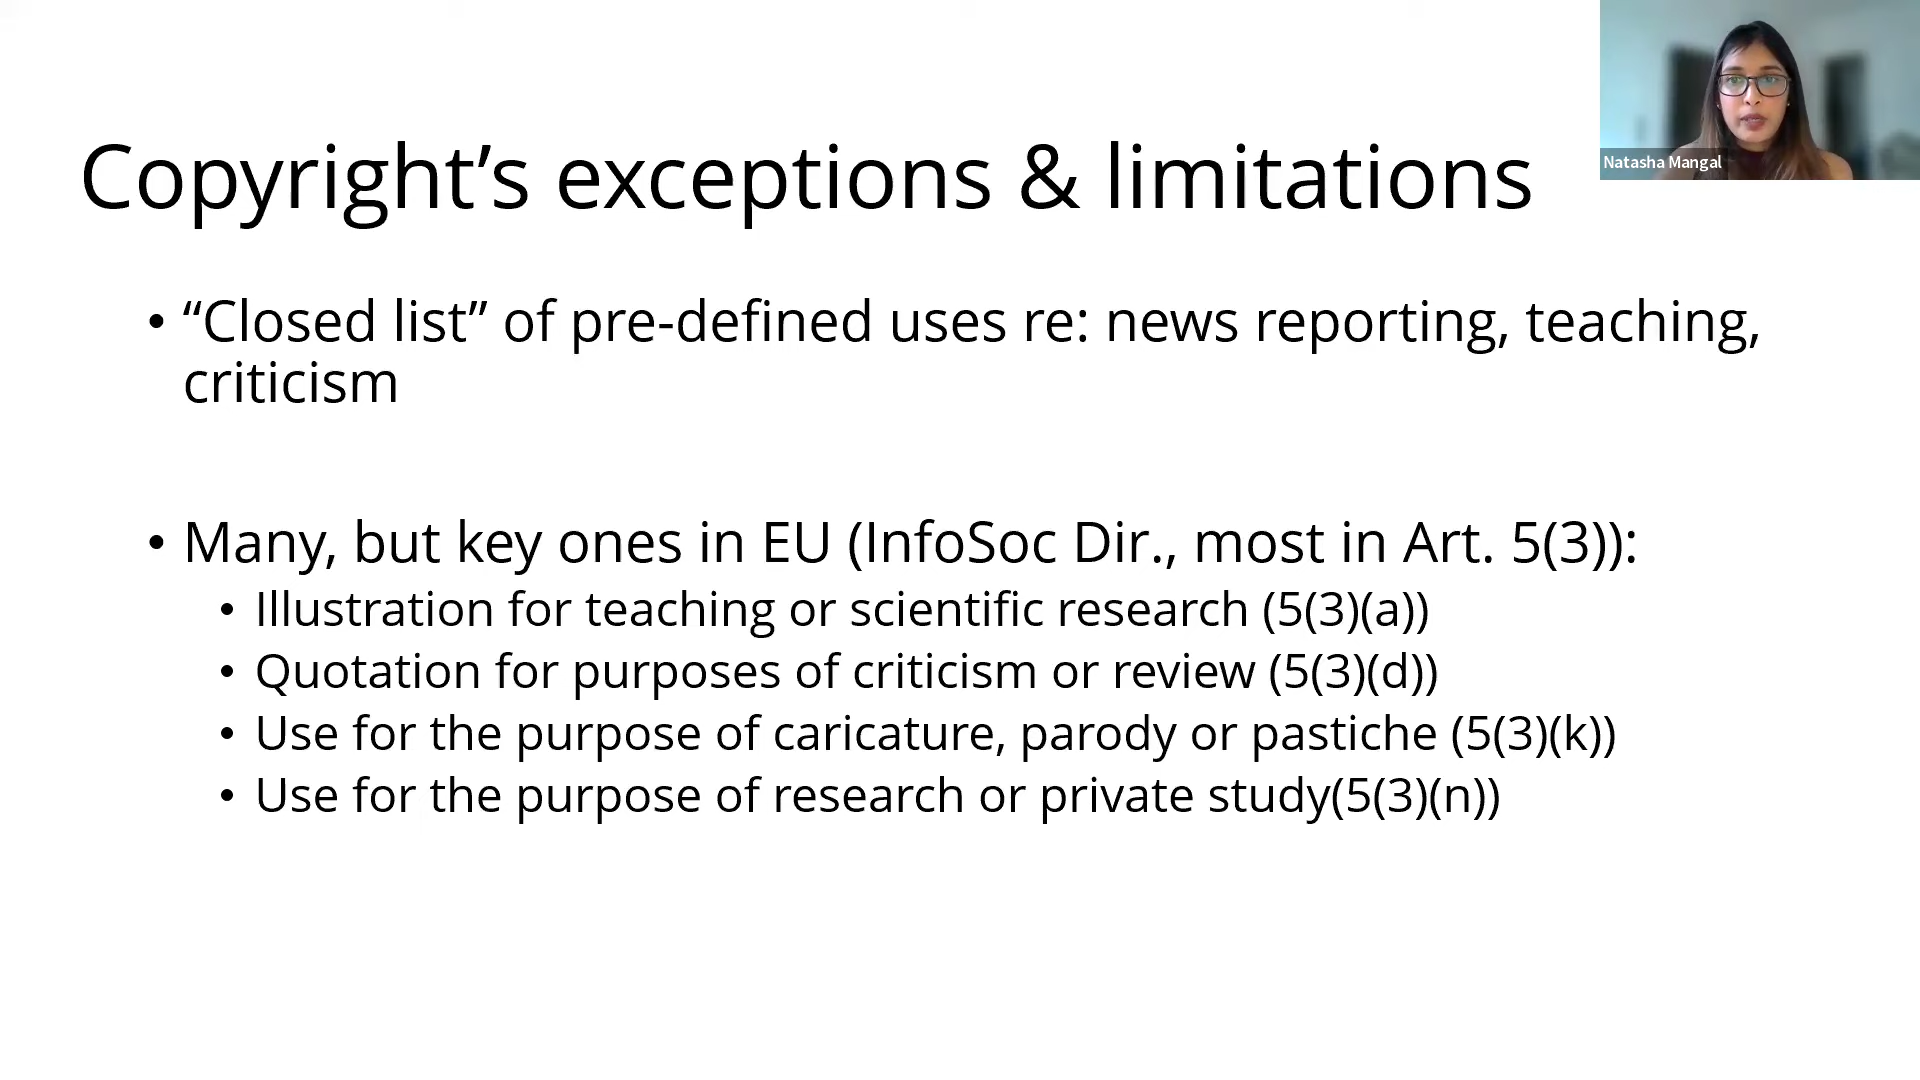 Copyright’s exceptions & limitations
Natasha Mangal
• “Closed list” of pre-defined uses re: news reporting, teaching,
criticism
• Many, but key ones in EU (InfoSoc Dir., most in Art. 5(3)):
• Illustration for teaching or scientific research (5(3)(a))
• Quotation for purposes of criticism or review (5(3)(d))
• Use for the purpose of caricature, parody or pastiche (5(3)(k))
• Use for the purpose of research or private study(5(3)(n))